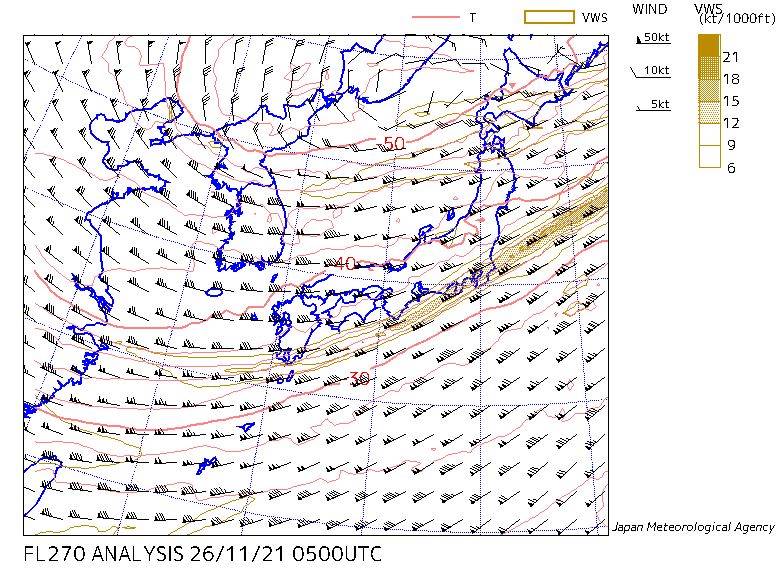 T VWS
WIND
50kt
10kt
5kt
VWS
(kt/1000ft)
21
18
15
12
9
6
-50
-40
-30
Japan Meteorological Agency
FL270 ANALYSIS 26/11/21 0500UTC